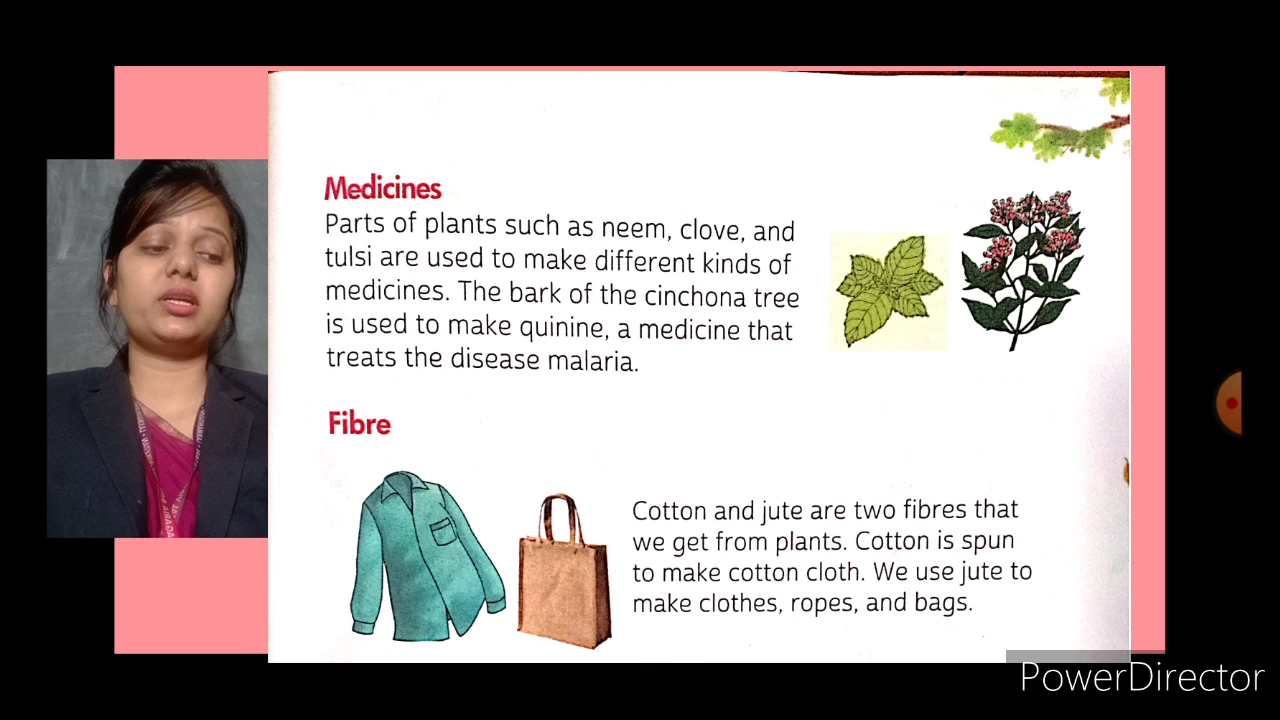 Medicines
Parts of plants such as neem, clove, and
tulsi are used to make different kinds of
medicines. The bark of the cinchona tree
is used to make quinine, a medicine that
treats the disease malaria.
Fibre
Cotton and jute are two fibres that
we get from plants. Cotton is spun
to make cotton cloth. We use jute to
make clothes, ropes, and bags.
PowerDirector